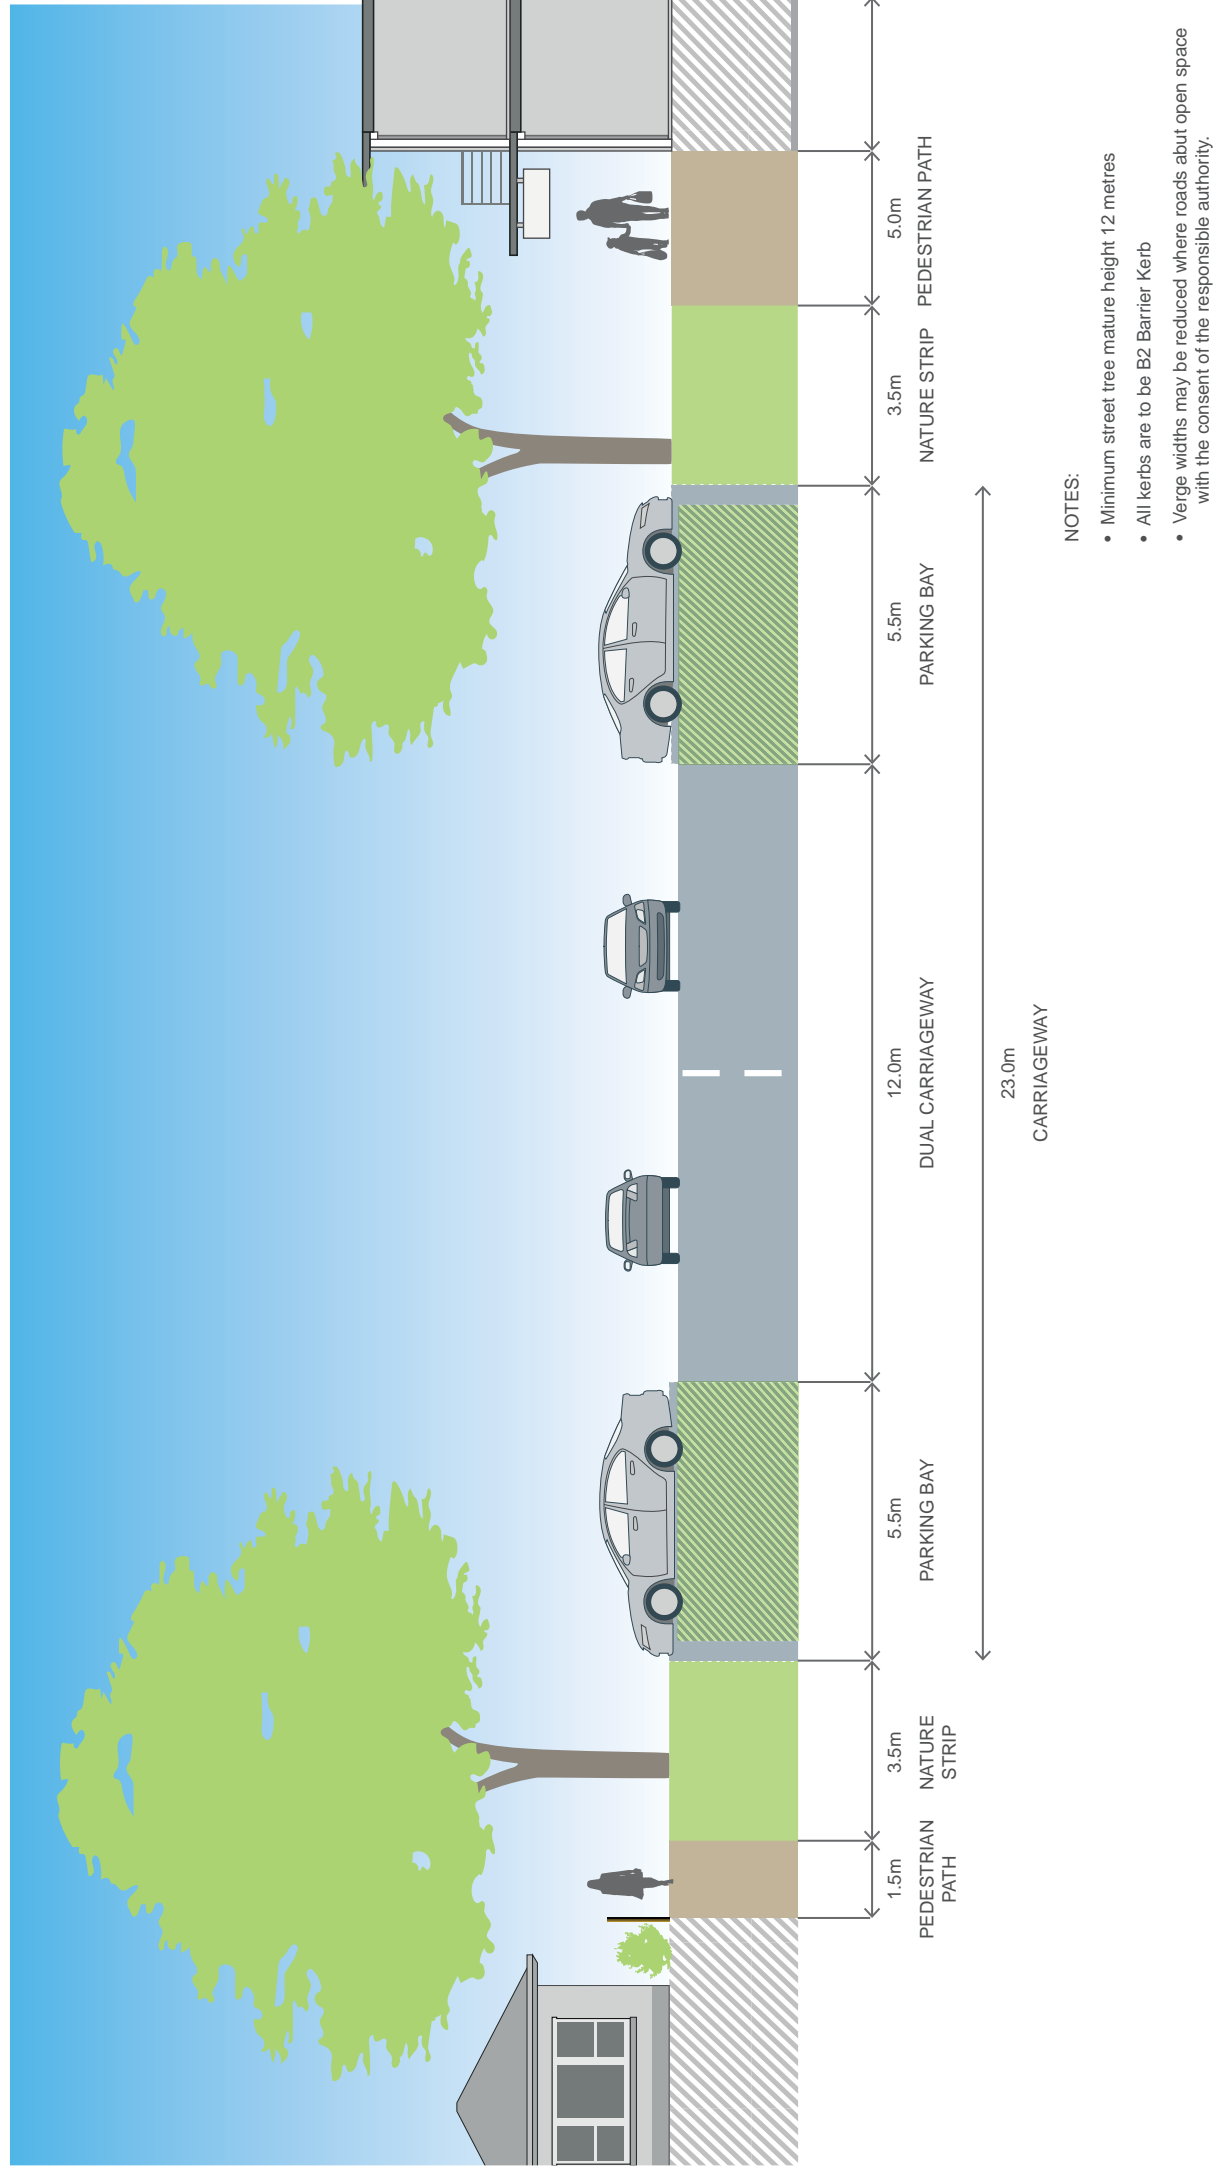 1.5m
PEDESTRIAN
PATH
3.5m
NATURE
STRIP
5.5m
PARKING BAY
12.0m
DUAL CARRIAGEWAY
5.5m
PARKING BAY
3.5m
NATURE STRIP
5.0m
PEDESTRIAN PATH
23.0m
CARRIAGEWAY
NOTES:
• Minimum street tree mature height 12 metres
• All kerbs are to be B2 Barrier Kerb
• Verge widths may be reduced where roads abut open space
with the consent of the responsible authority.